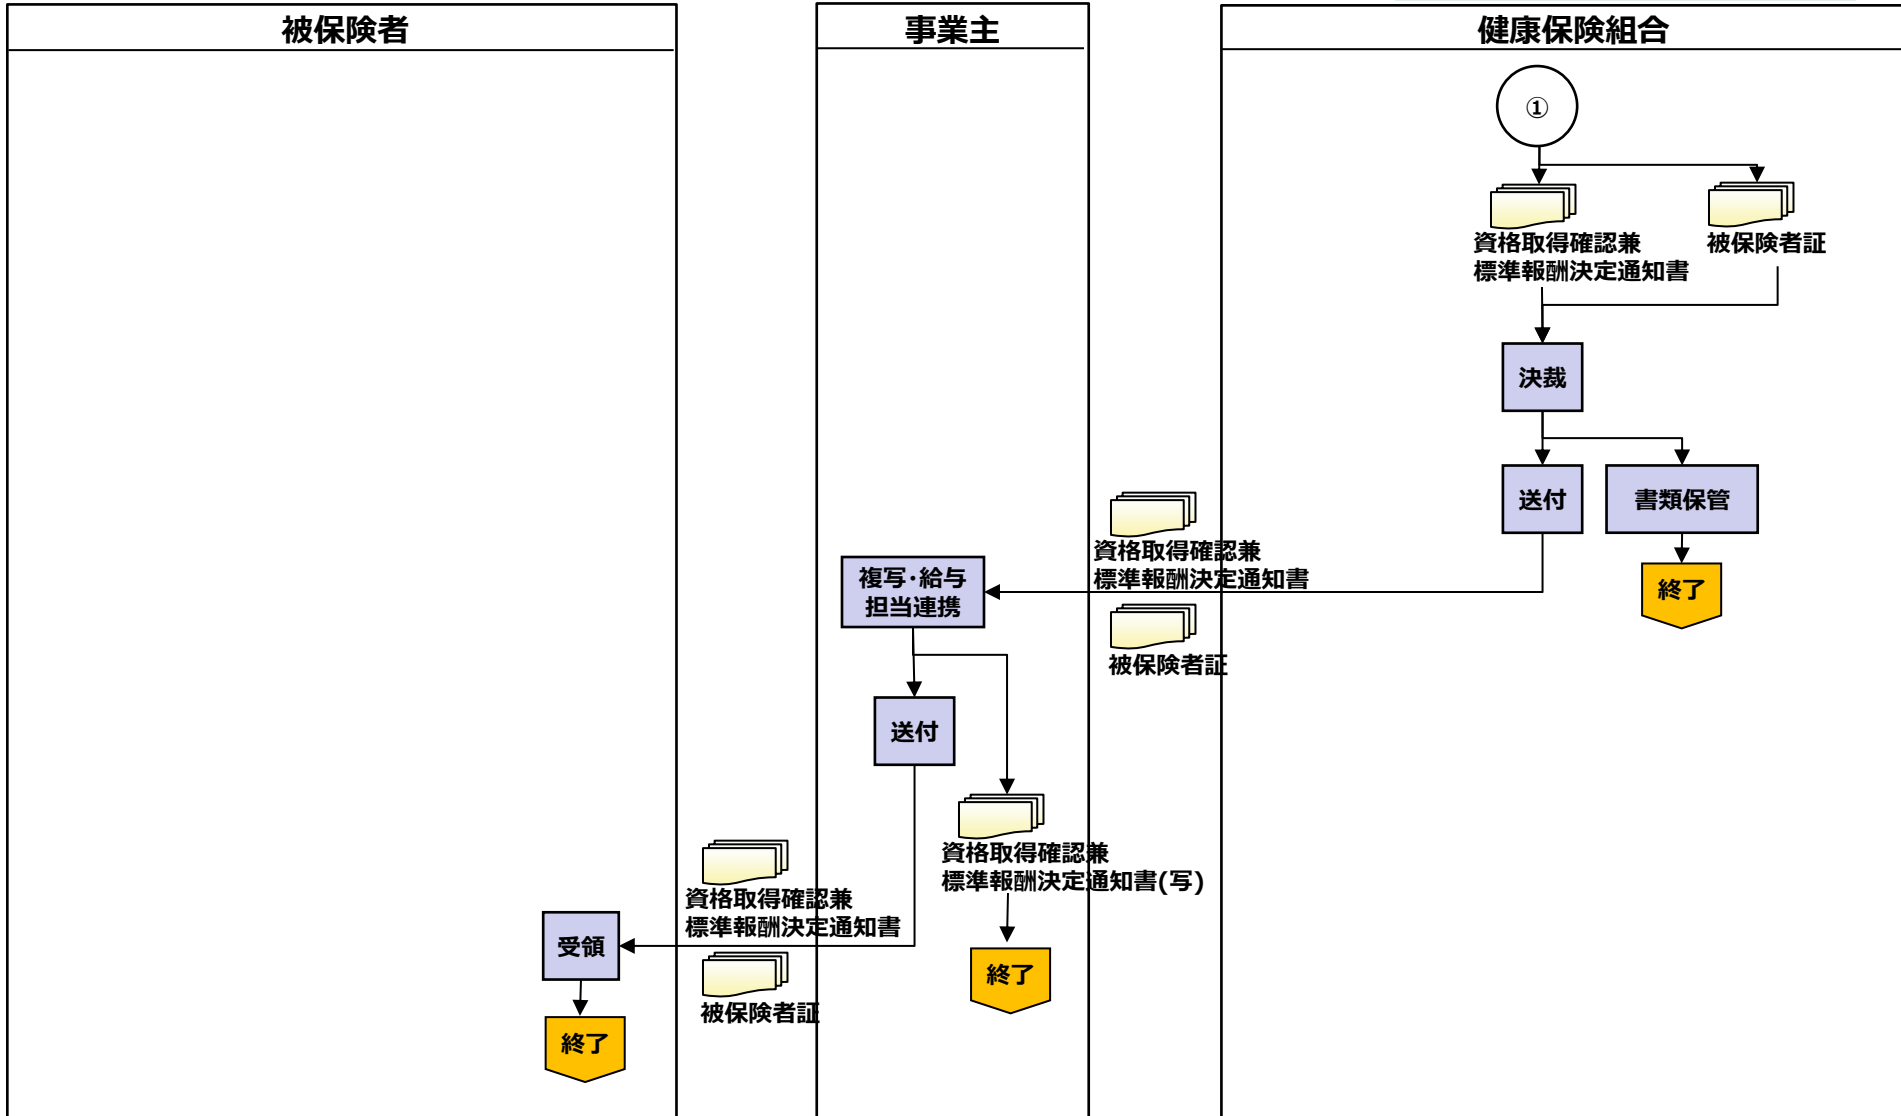 被保険者
事業主
健康保険組合
①
資格取得確認兼
標準報酬決定通知書
被保険者証
決裁
送付
書類保管
終了
資格取得確認兼
標準報酬決定通知書
被保険者証
複写･給与
担当連携
送付
資格取得確認兼
標準報酬決定通知書(写)
終了
資格取得確認兼
標準報酬決定通知書
被保険者証
受領
終了